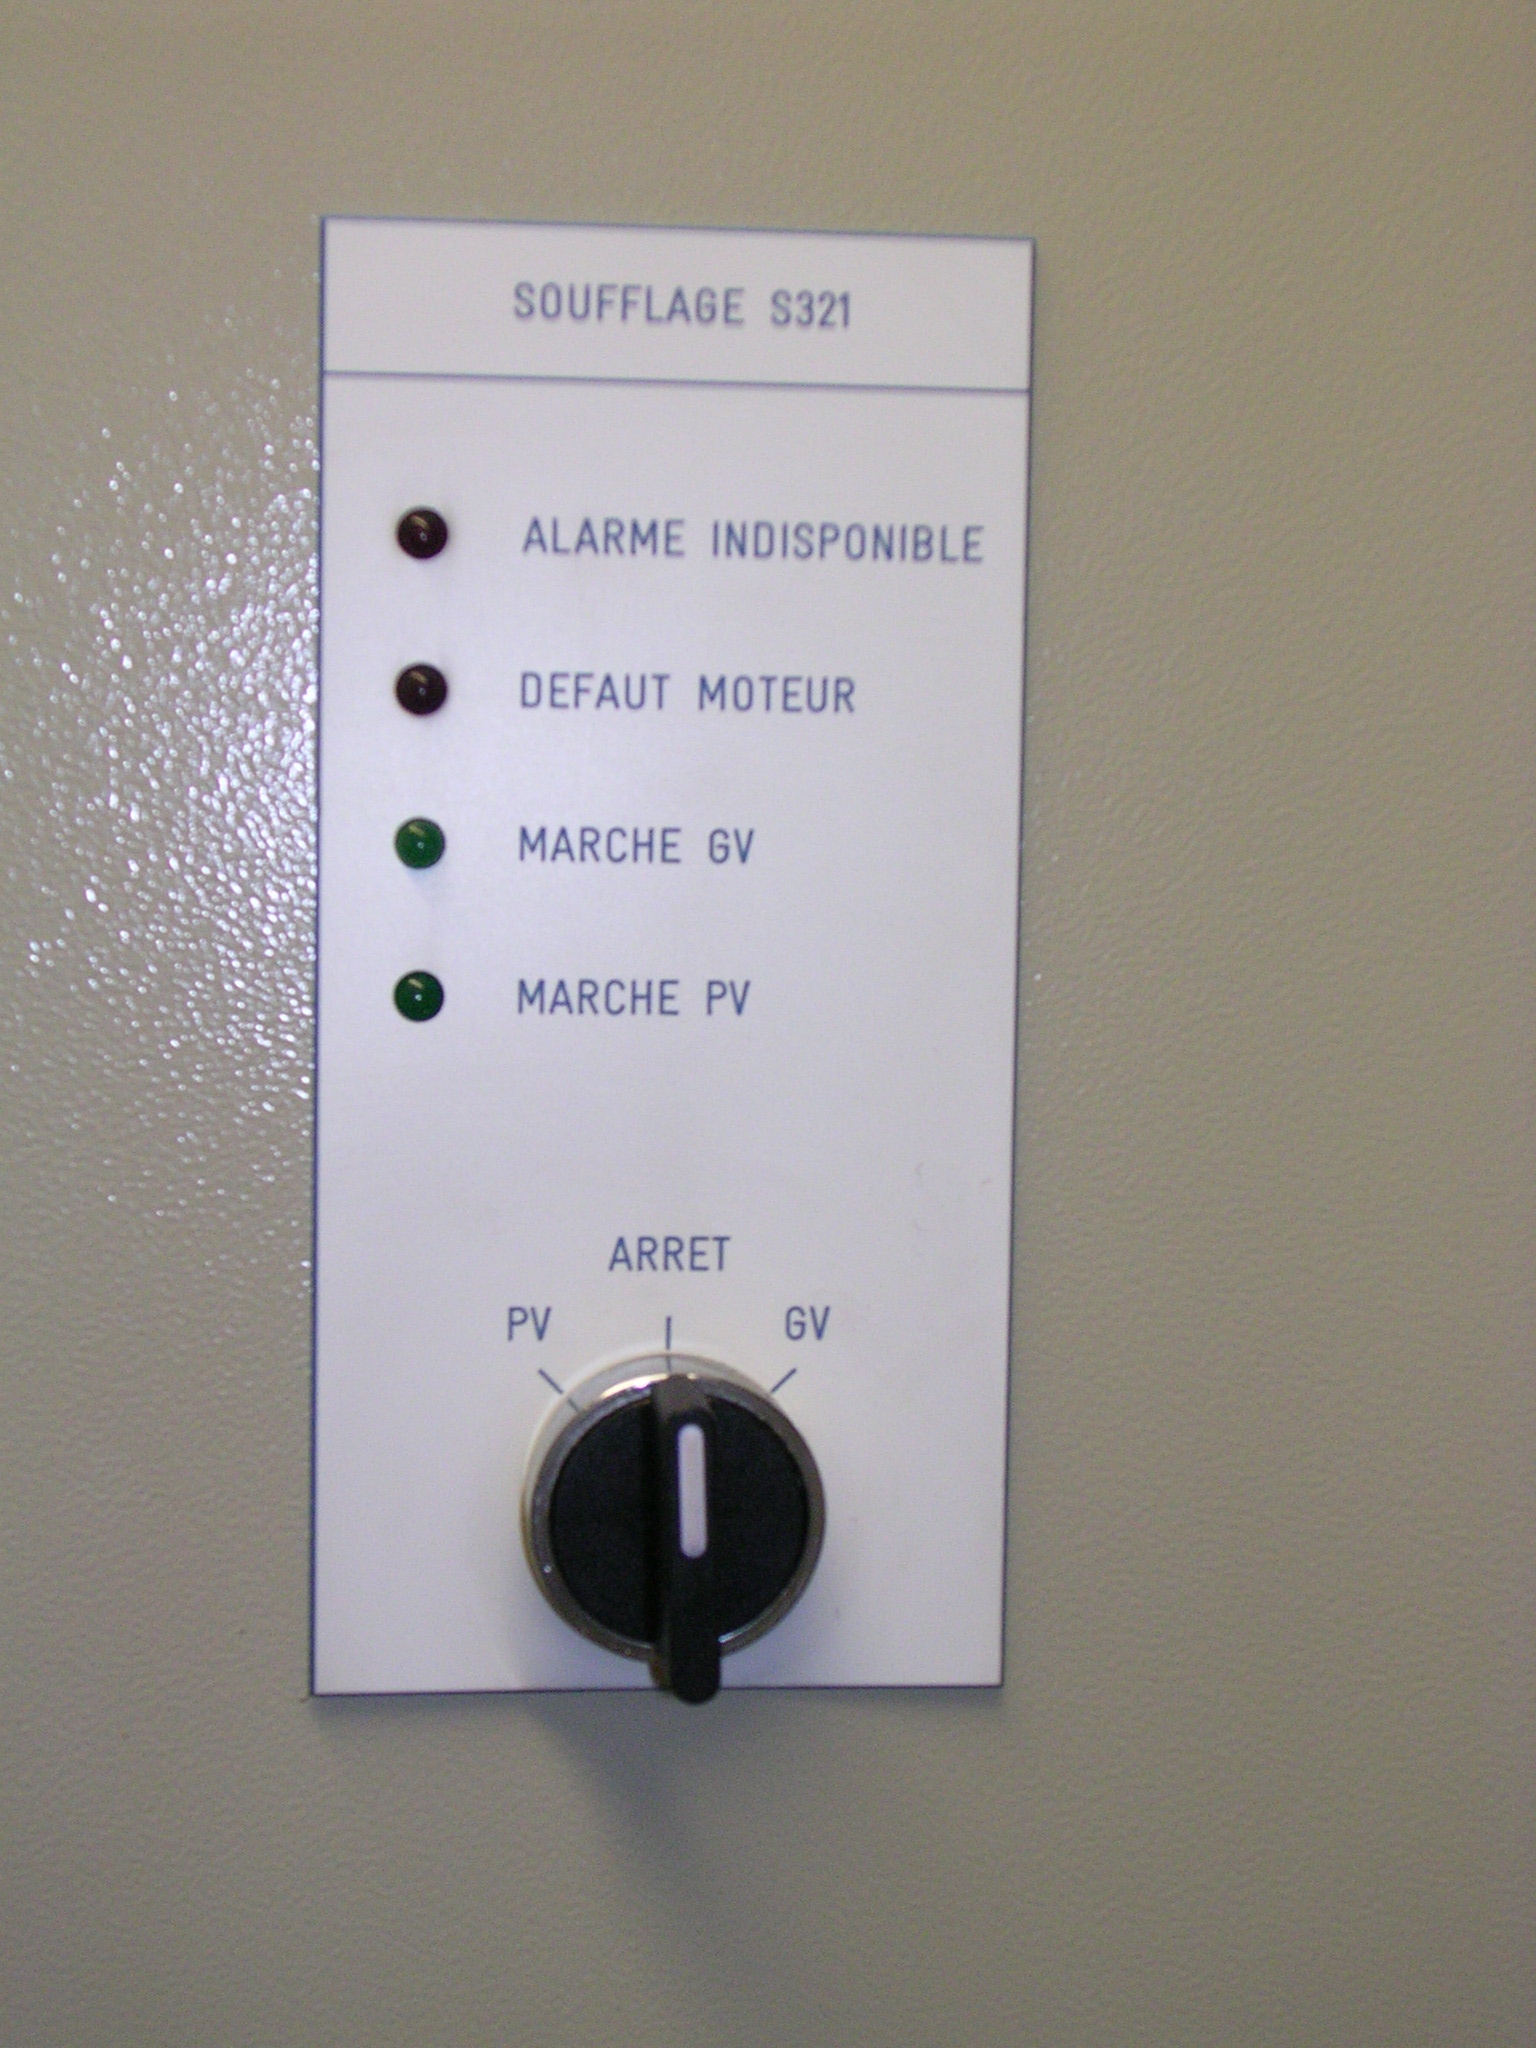 SOUFFLAGE S321
ALARME INDISPONIBLE
DEFAUT MOTEUR
MARCHE GV
MARCHE PV
ARRET
PV GV